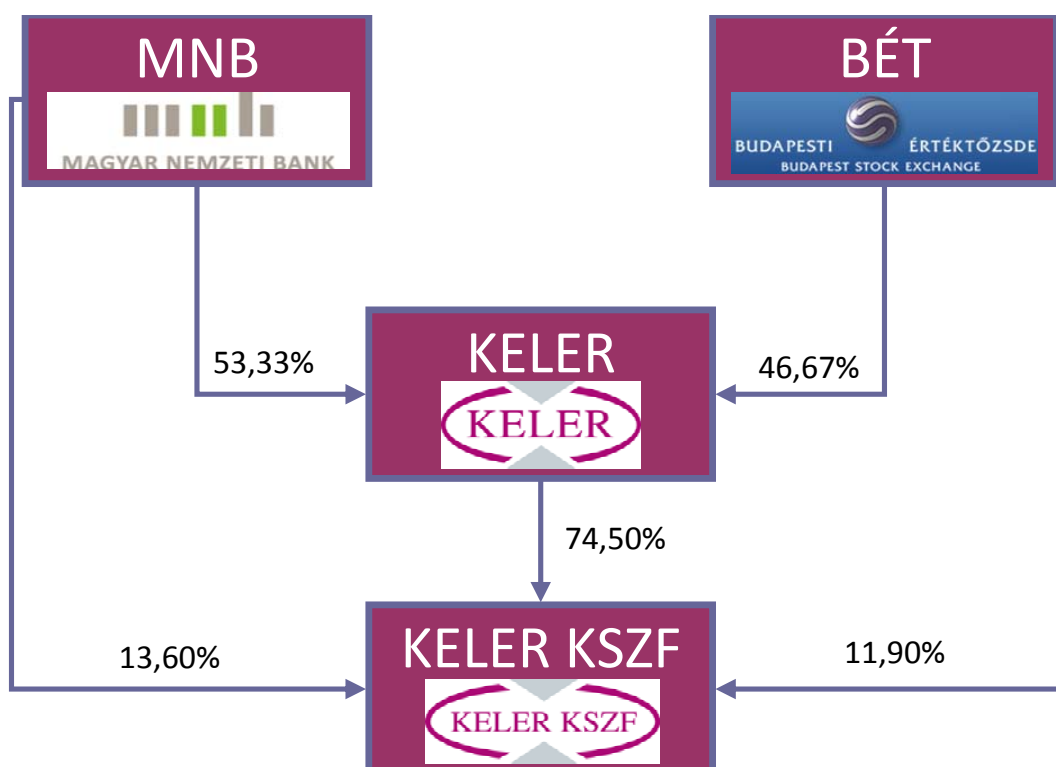 MNB
MAGYAR NEMZETI BANK
BÉT
BUDAPESTI ÉRTÉKTŐZSDE
BUDAPEST STOCK EXCHANGE
53,33%
KELER
KELER
46,67%
74,50%
13,60%
KELER KSZF
KELER KSZF
11,90%